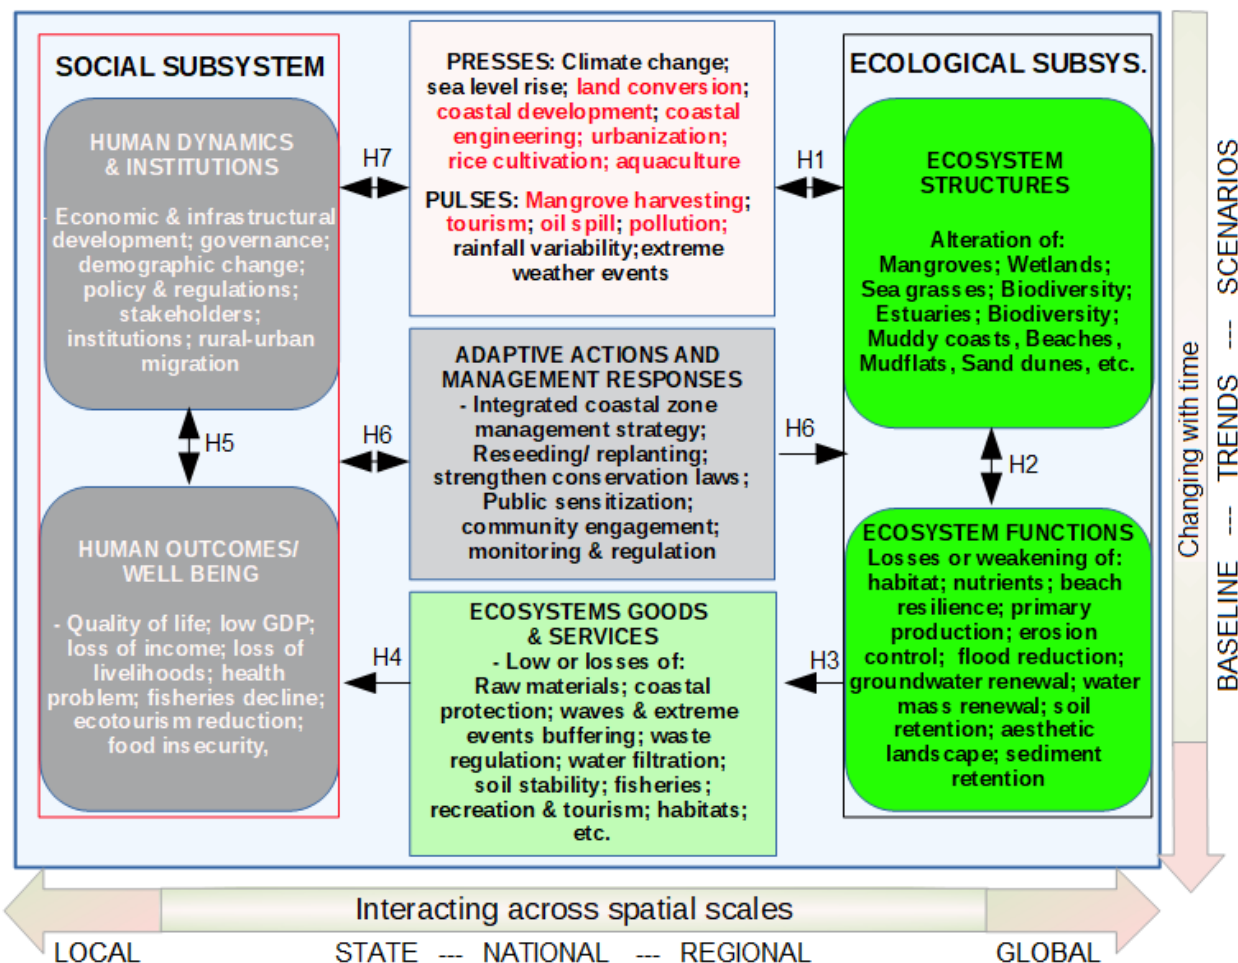 SOCIAL SUBSYSTEM
HUMAN DYNAMICS
& INSTITUTIONS
- Economic & infrastructural
development; governance;
demographic change;
policy & regulations;
stakeholders;
institutions; rural-urban
migration
H5
HUMAN OUTCOMES/
WELL BEING
- Quality of life; low GDP;
loss of income; loss of
livelihoods; health
problem; fisheries decline;
ecotourism reduction;
food insecurity,
H7
H6
H4
PRESSES: Climate change;
sea level rise; land conversion;
coastal development; coastal
engineering; urbanization;
rice cultivation; aquaculture
PULSES: Mangrove harvesting;
tourism; oil spill; pollution;
rainfall variability;extreme
weather events
ADAPTIVE ACTIONS AND
MANAGEMENT RESPONSES
- Integrated coastal zone
management strategy;
Reseeding/ replanting;
strengthen conservation laws;
Public sensitization;
community engagement;
monitoring & regulation
ECOSYSTEMS GOODS
& SERVICES
- Low or losses of:
Raw materials; coastal
protection; waves & extreme
events buffering; waste
regulation; water filtration;
soil stability; fisheries;
recreation & tourism; habitats;
etc.
H1
H6
H3
ECOLOGICAL SUBSYS.
ECOSYSTEM
STRUCTURES
Alteration of:
Mangroves; Wetlands;
Sea grasses; Biodiversity;
Estuaries; Biodiversity;
Muddy coasts, Beaches,
Mudflats, Sand dunes, etc.
H2
ECOSYSTEM FUNCTIONS
Losses or weakening of:
habitat; nutrients; beach
resilience; primary
production; erosion
control; flood reduction;
groundwater renewal; water
mass renewal; soil
retention; aesthetic
landscape; sediment
retention
Changing with time
BASELINE --- TRENDS --- SCENARIOS
Interacting across spatial scales
LOCAL STATE --- NATIONAL --- REGIONAL GLOBAL